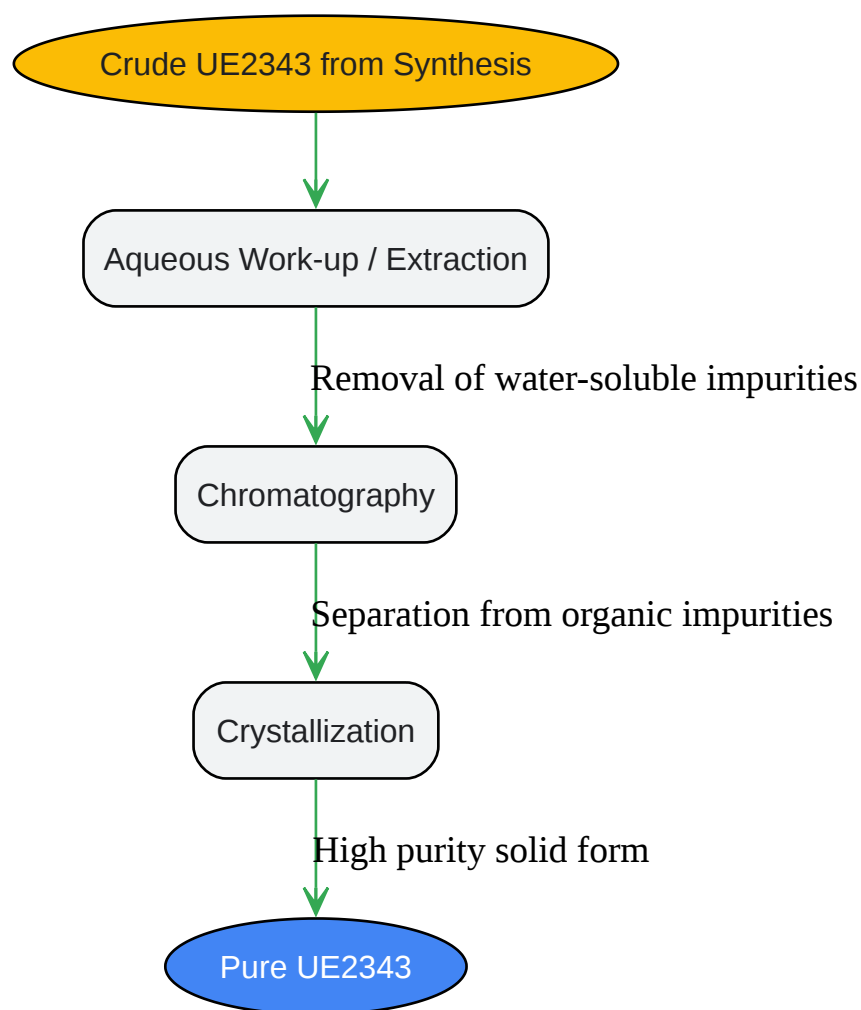 Crude UE2343 from Synthesis
Aqueous Work-up / Extraction
Removal of water-soluble impurities
Chromatography
Separation from organic impurities
Crystallization
High purity solid form
Pure UE2343